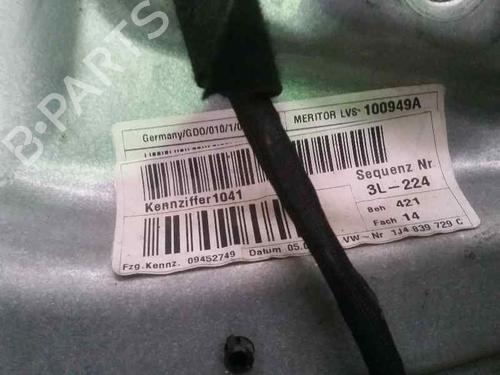 B-PARTS
Germany/GDO/010/1/0
MERITOR LVS- 100949A
Sequenz Nr.
Kennziffer1041
3L-224
Beh 421
Fach 14
Fzg.Kennz. 09452749 Datum 05.0
VW-Nr 1J4 839 729 C